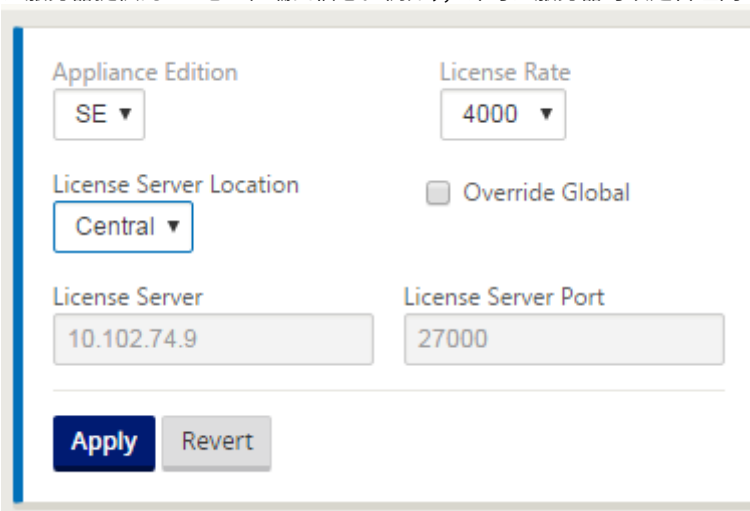 Appliance Edition
License Rate
SE ▼
4000 ▼
License Server Location
Override Global
Central ▼
License Server
License Server Port
10.102.74.9
27000
Apply
Revert